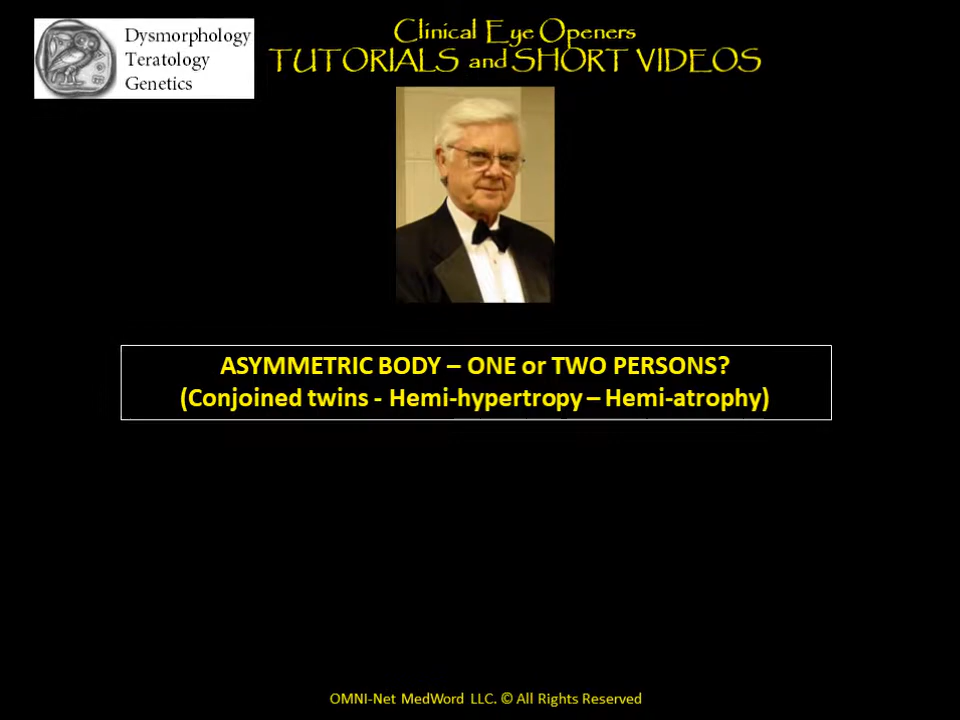 Dysmorphology
Teratology
Genetics
Clinical Eye Openers
TUTORIALS and SHORT VIDEOS
ASYMMETRIC BODY – ONE or TWO PERSONS?
(Conjoined twins - Hemi-hypertropy – Hemi-atrophy)
OMNI-Net MedWord LLC. © All Rights Reserved